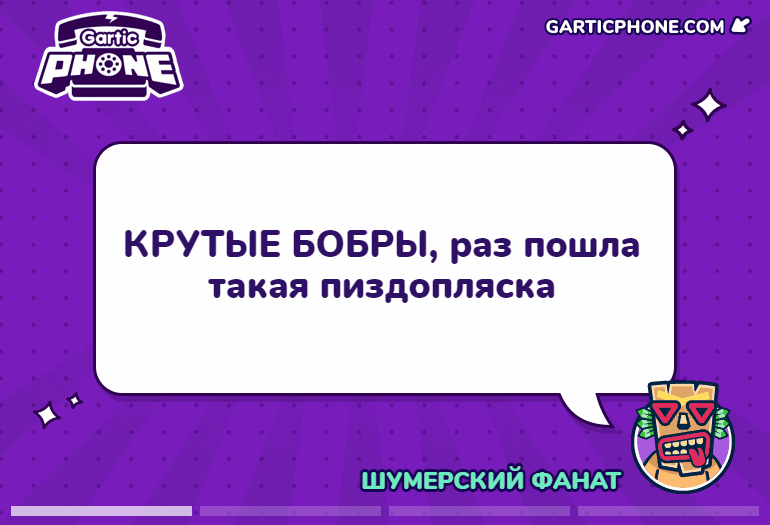 Gartic
PHONE
GARTICPHONE.COM
КРУТЫЕ БОБРЫ, раз пошла
такая пиздопляска
ШУМЕРСКИЙ ФАНАТ